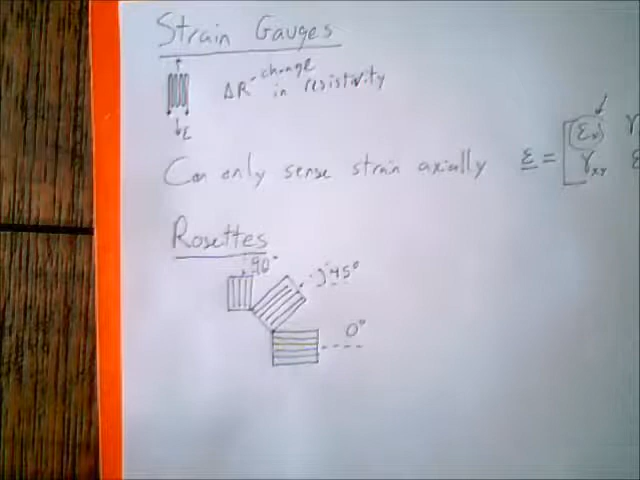 Strain Gauges
ΔR - change in resistivity
ε
Can only sense strain axially
ε = [εx γ
γxy ε
Rosettes
90°
45°
0°